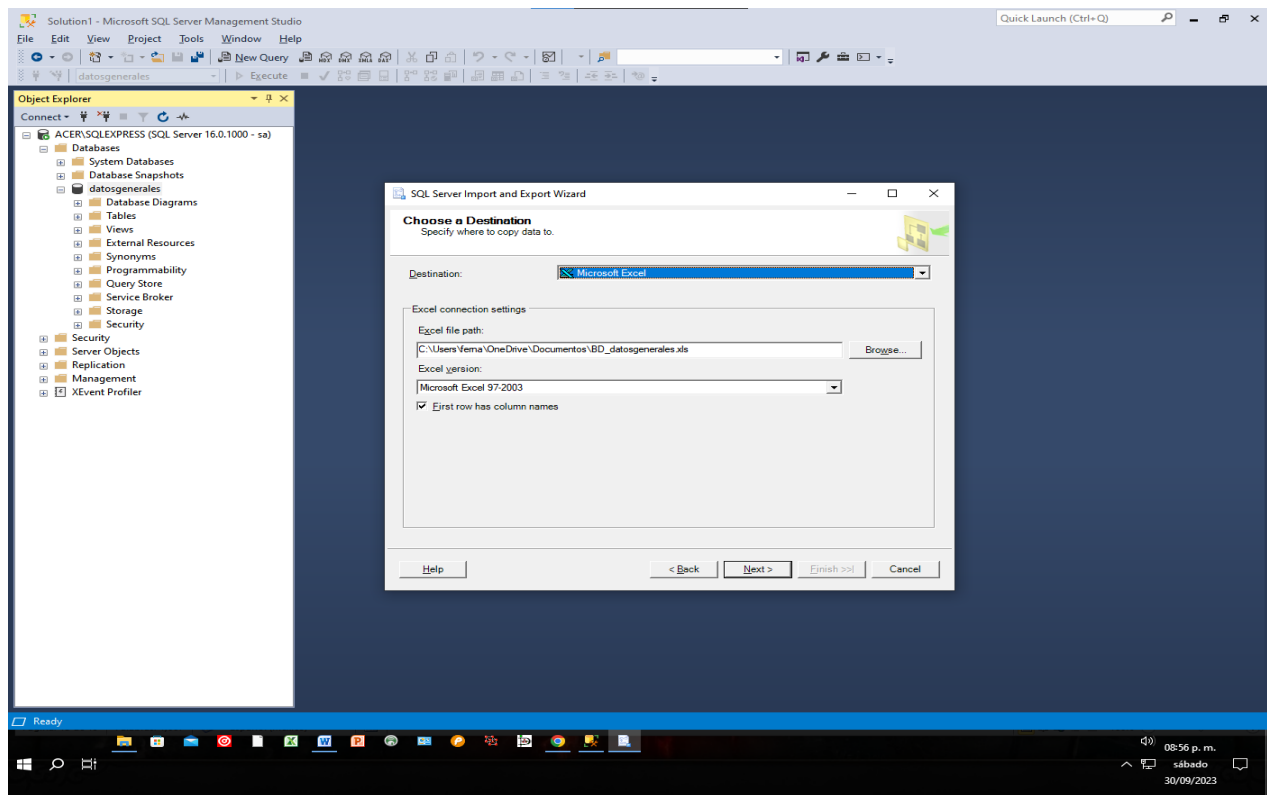 Solution1 - Microsoft SQL Server Management Studio
Quick Launch (Ctrl+Q)
File Edit View Project Tools Window Help
New Query
datosgenerales
Execute
Object Explorer
Connect
ACER\SQLEXPRESS (SQL Server 16.0.1000 - sa)
Databases
System Databases
Database Snapshots
datosgenerales
Database Diagrams
Tables
Views
External Resources
Synonyms
Programmability
Query Store
Service Broker
Storage
Security
Security
Server Objects
Replication
Management
XEvent Profiler
SQL Server Import and Export Wizard
Choose a Destination
Specify where to copy data to.
Destination:
Microsoft Excel
Excel connection settings
Excel file path:
C:\Users\ferna\OneDrive\Documentos\BD_datosgenerales.xls
Browse...
Excel version:
Microsoft Excel 97-2003
First row has column names
Help
< Back
Next >
Finish >>|
Cancel
Ready
08:56 p. m.
sábado
30/09/2023